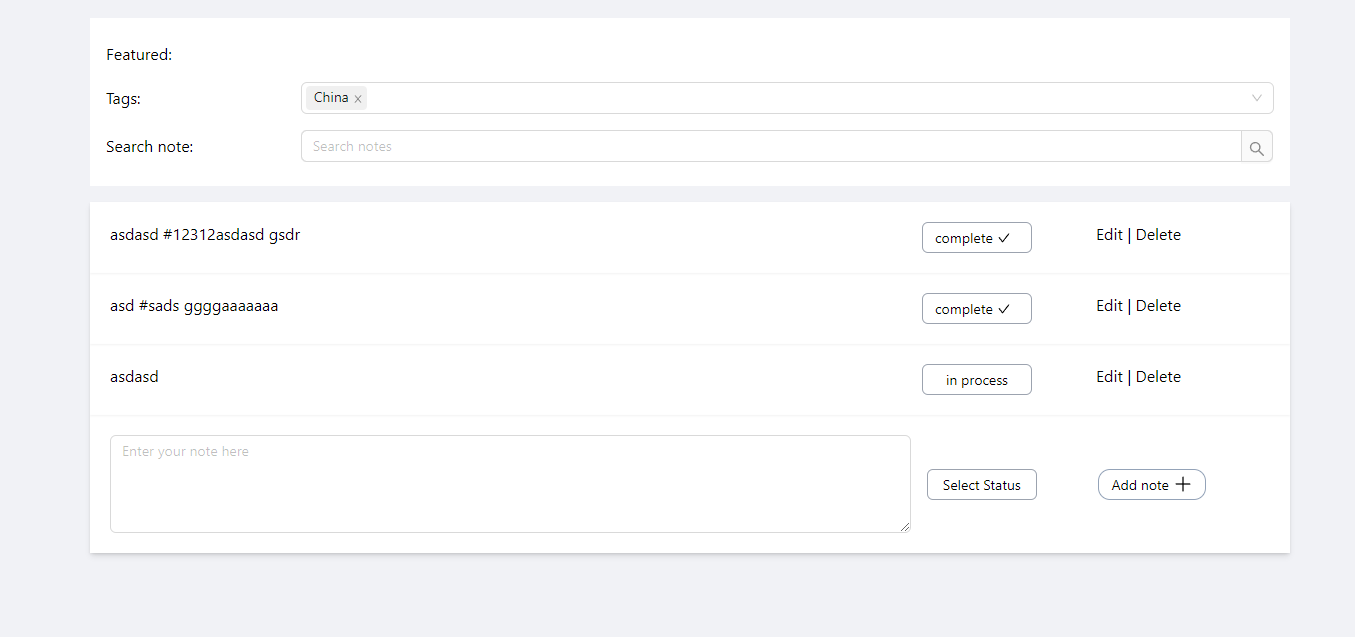 Featured:
Tags: China x
Search note: Search notes
asdasd #12312asdasd gsdr complete ✓ Edit | Delete
asd #sads ggggaaaaaaa complete ✓ Edit | Delete
asdasd in process Edit | Delete
Enter your note here
Select Status Add note +